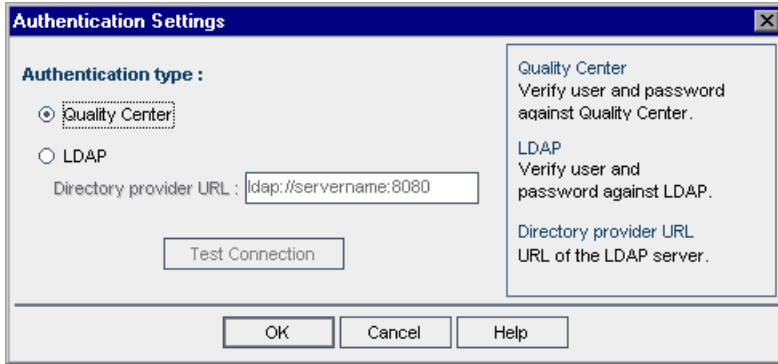 Authentication Settings
Authentication type :
Quality Center
LDAP
Directory provider URL : ldap://servername:8080
Test Connection
Quality Center
Verify user and password
against Quality Center.
LDAP
Verify user and
password against LDAP.
Directory provider URL
URL of the LDAP server.
OK Cancel Help